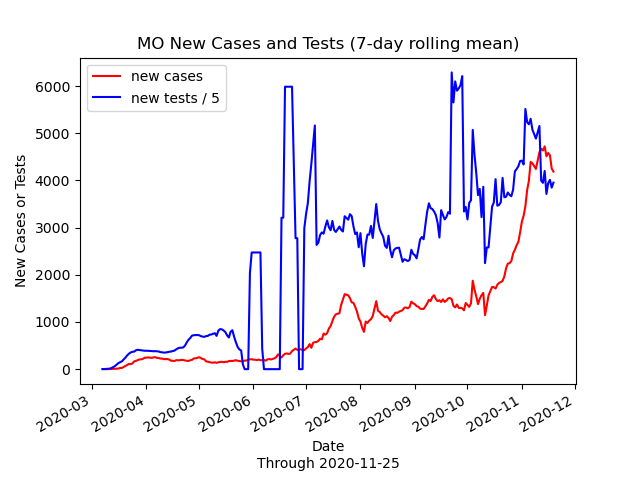 MO New Cases and Tests (7-day rolling mean)
new cases
new tests / 5
New Cases or Tests
6000
5000
4000
3000
2000
1000
0
2020-03
2020-04
2020-05
2020-06
2020-07
2020-08
2020-09
2020-10
2020-11
2020-12
Date
Through 2020-11-25